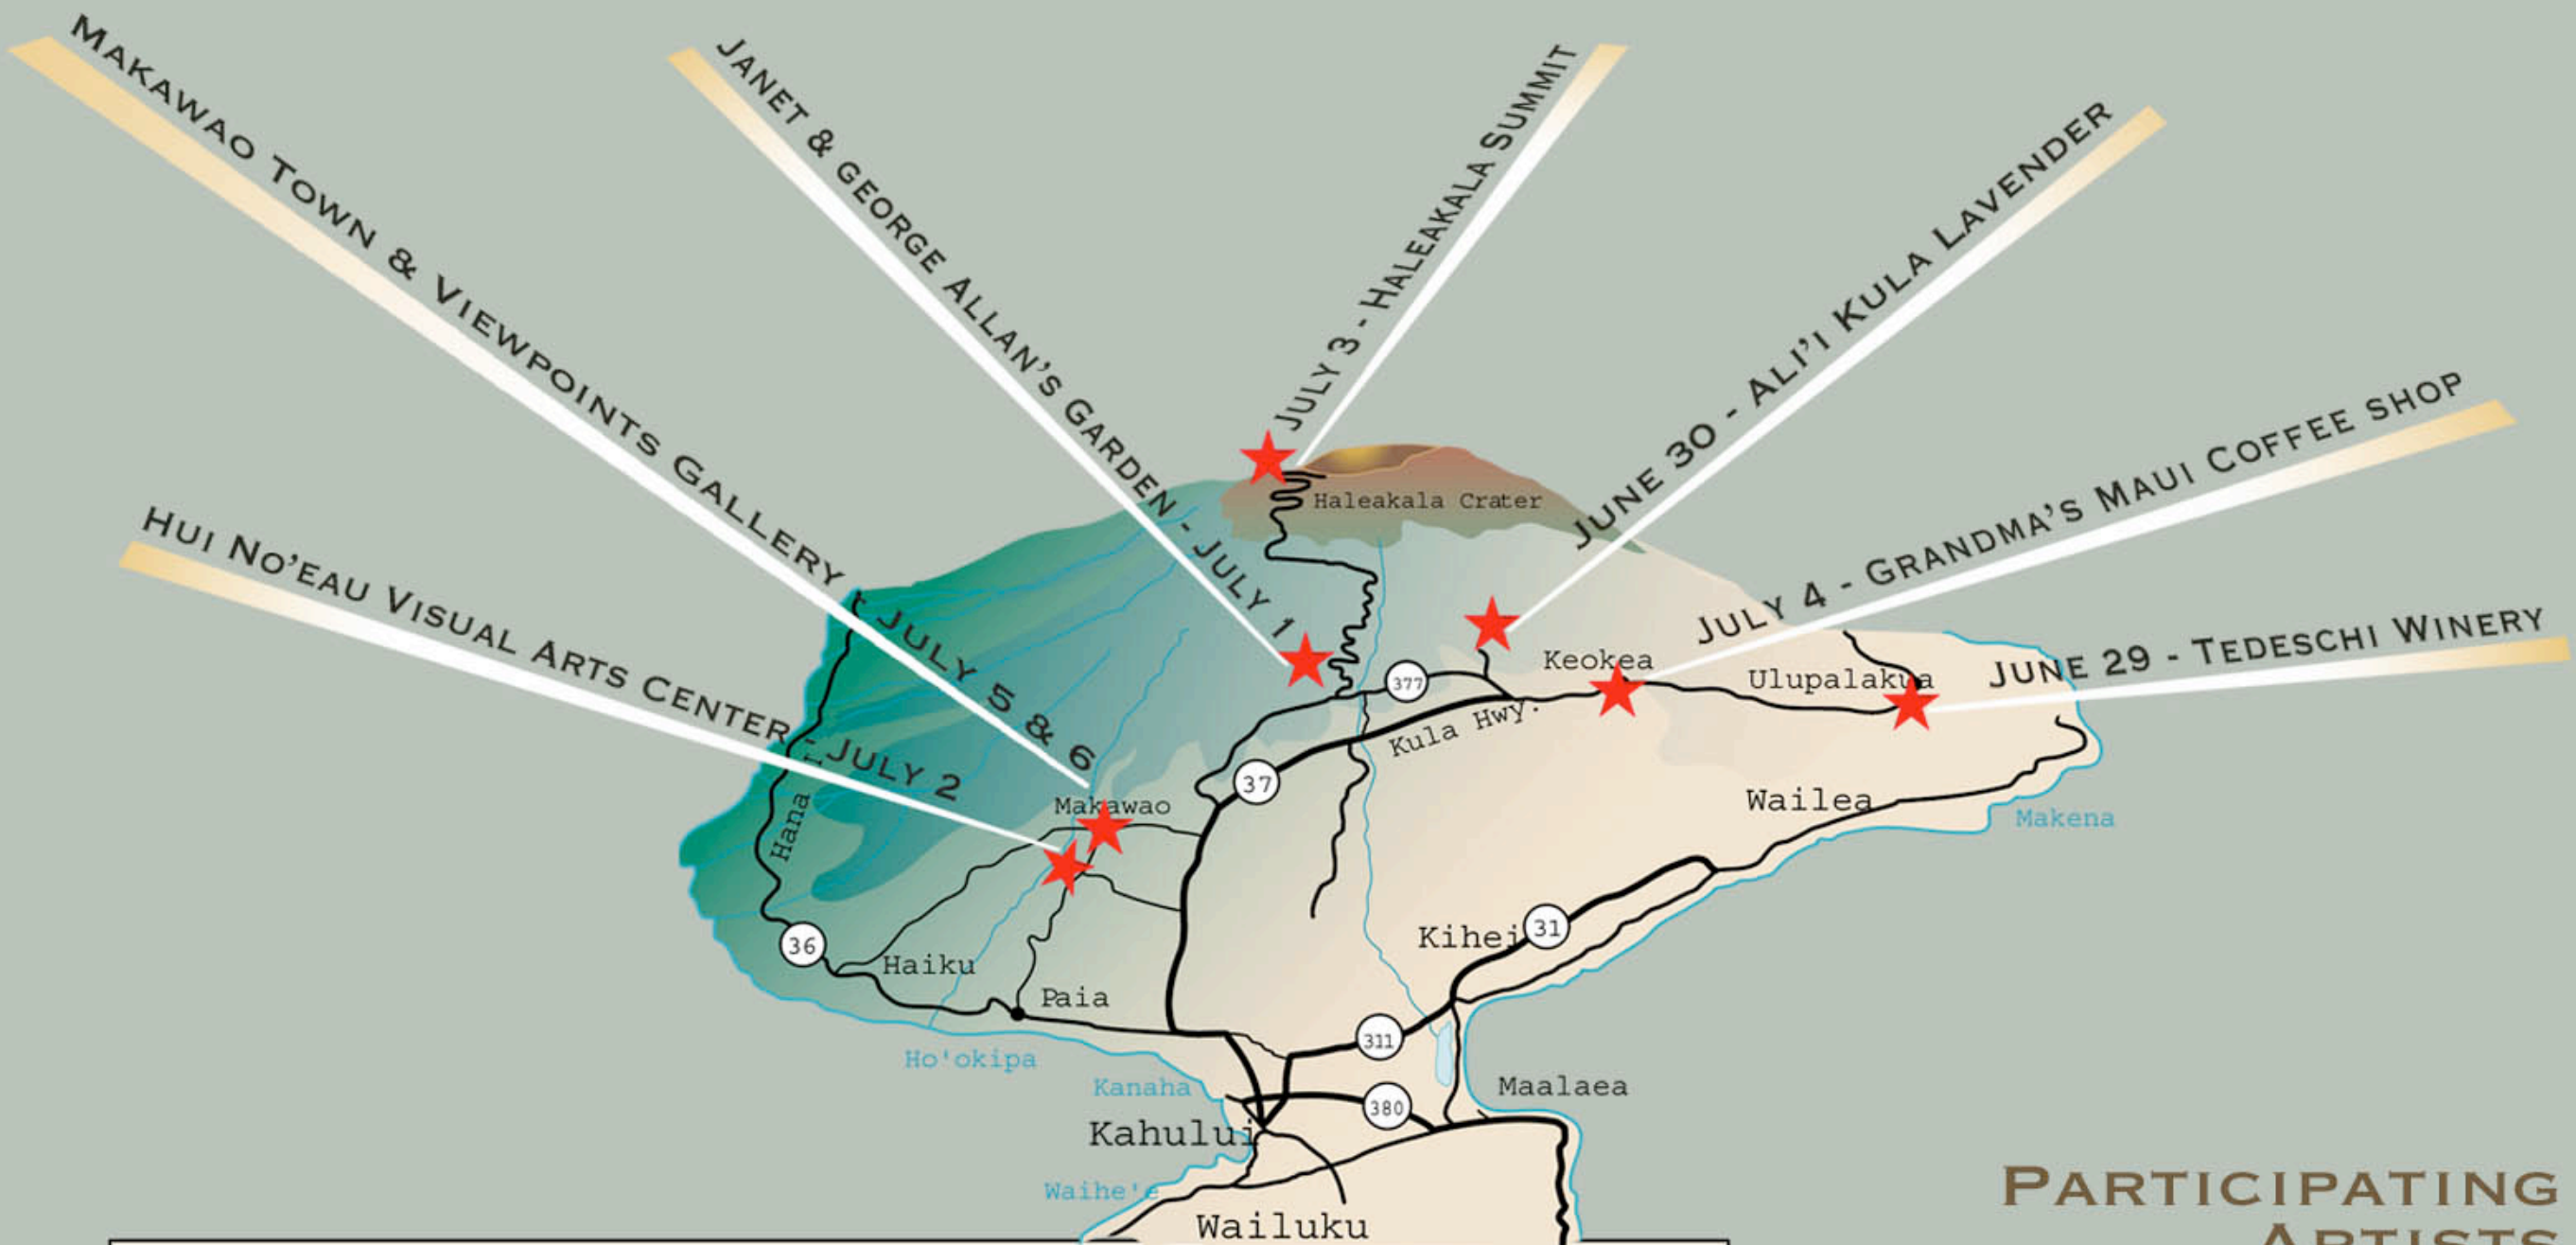 MAKAWAO TOWN & VIEWPOINTS GALLERY - JULY 5 & 6
JANET & GEORGE ALLAN'S GARDEN - JULY 1
JULY 3 - HALEAKALA SUMMIT
JUNE 30 - ALI'I KULA LAVENDER
JULY 4 - GRANDMA'S MAUI COFFEE SHOP
JUNE 29 - TEDESCHI WINERY
HUI NO'EAU VISUAL ARTS CENTER - JULY 2
Haleakala Crater
Keokea
Ulupalakua
377
Kula Hwy.
37
Makawao
Wailea
Makena
Hana
36
Haiku
Kihei
31
Paia
311
Ho'okipa
Kanaha
380
Maalaea
Kahului
Waihe'e
Wailuku
PARTICIPATING
ARTISTS